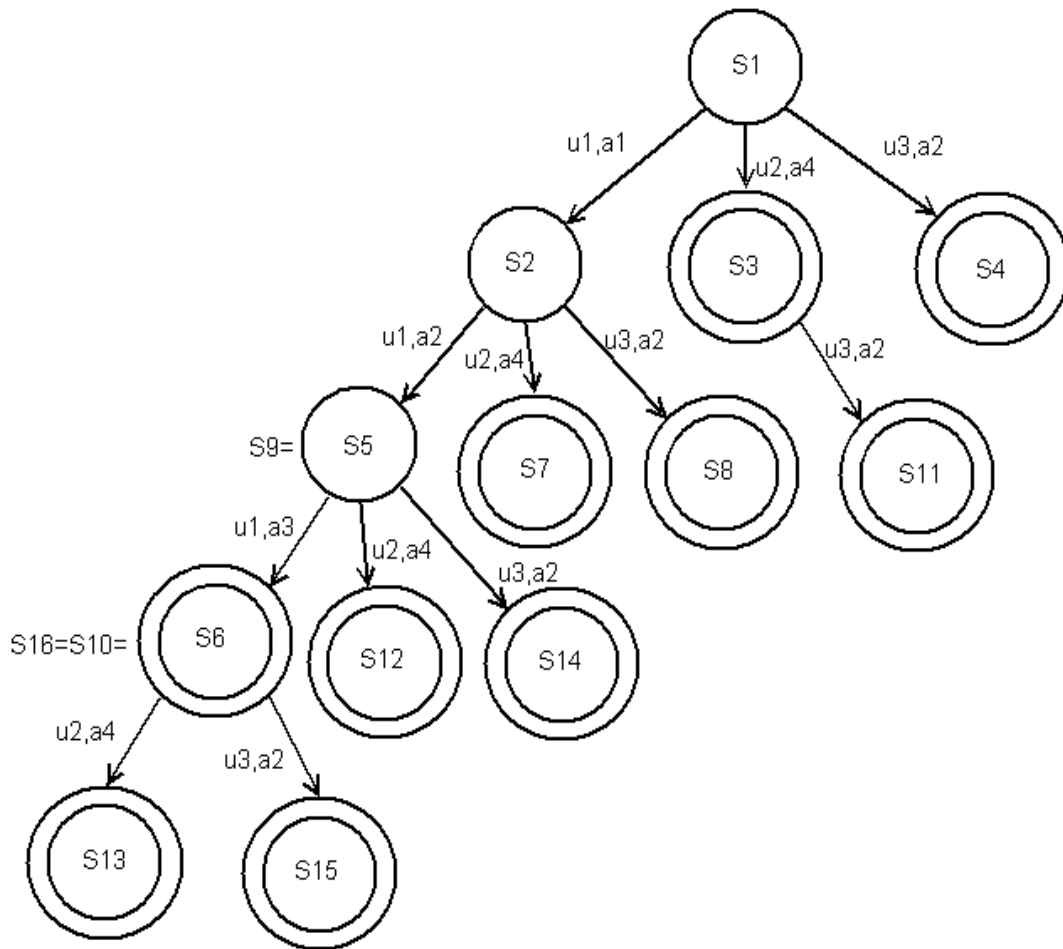 S1
u1,a1
u2,a4
u3,a2
S2
S3
S4
u1,a2
u2,a4
u3,a2
u3,a2
S9=
S5
S7
S8
S11
u1,a3
u2,a4
u3,a2
S16=S10=
S6
S12
S14
u2,a4
u3,a2
S13
S15